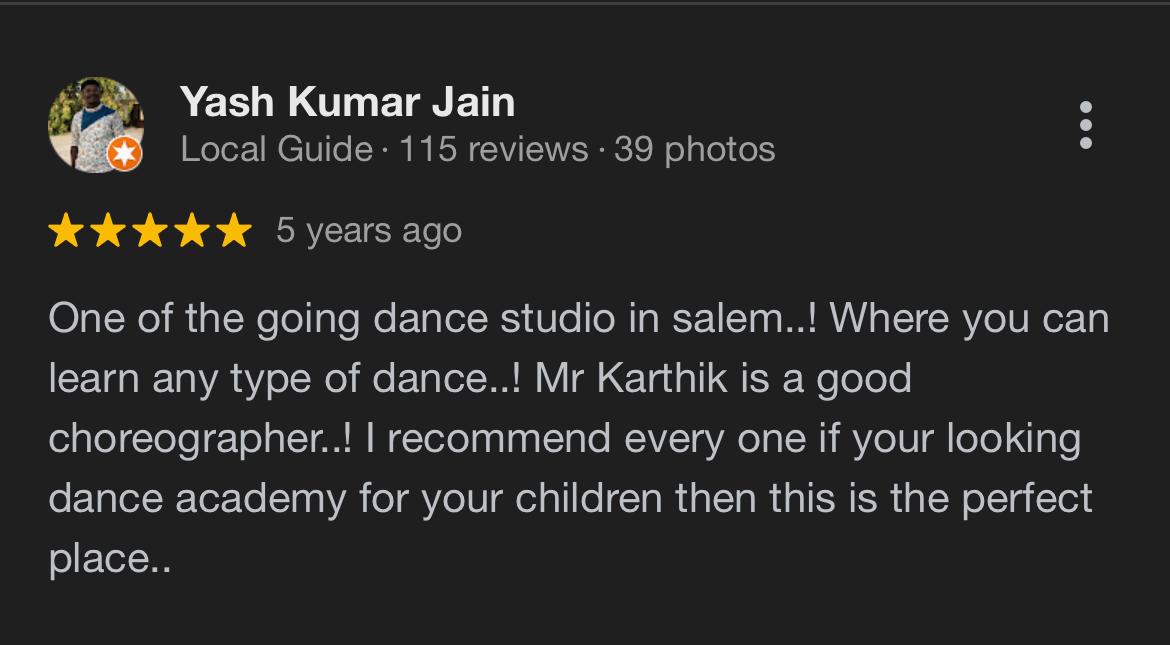 Yash Kumar Jain
Local Guide · 115 reviews · 39 photos
5 years ago
One of the going dance studio in salem..! Where you can
learn any type of dance..! Mr Karthik is a good
choreographer..! I recommend every one if your looking
dance academy for your children then this is the perfect
place..